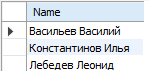 Name
Васильев Василий
Константинов Илья
Лебедев Леонид